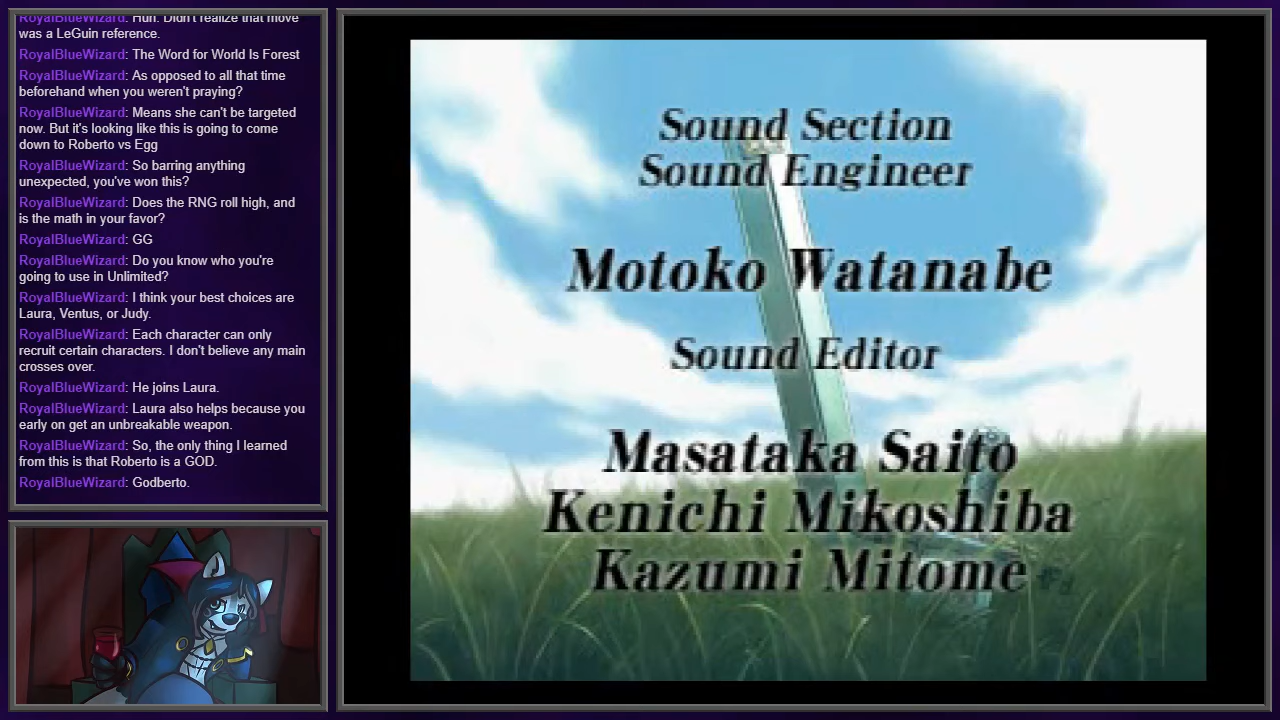 RoyalBlueWizard: Huh. Didn't realize that move
was a LeGuin reference.
RoyalBlueWizard: The Word for World Is Forest
RoyalBlueWizard: As opposed to all that time
beforehand when you weren't praying?
RoyalBlueWizard: Means she can't be targeted
now. But it's looking like this is going to come
down to Roberto vs Egg
RoyalBlueWizard: So barring anything
unexpected, you've won this?
RoyalBlueWizard: Does the RNG roll high, and
is the math in your favor?
RoyalBlueWizard: GG
RoyalBlueWizard: Do you know who you're
going to use in Unlimited?
RoyalBlueWizard: I think your best choices are
Laura, Ventus, or Judy.
RoyalBlueWizard: Each character can only
recruit certain characters. I don't believe any main
crosses over.
RoyalBlueWizard: He joins Laura.
RoyalBlueWizard: Laura also helps because you
early on get an unbreakable weapon.
RoyalBlueWizard: So, the only thing I learned
from this is that Roberto is a GOD.
RoyalBlueWizard: Godberto.
Sound Section
Sound Engineer
Motoko Watanabe
Sound Editor
Masataka Saito
Kenichi Mikoshiba
Kazumi Mitome